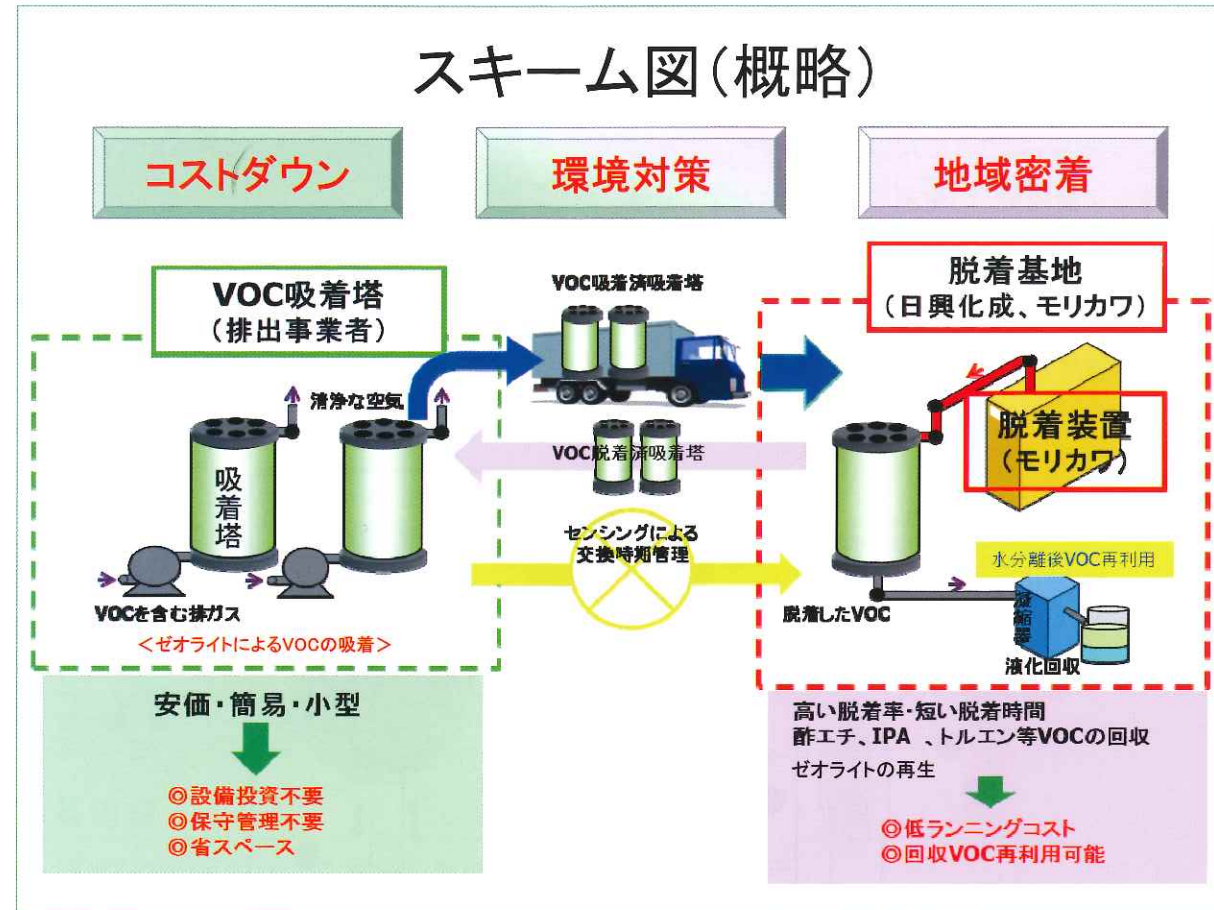 スキーム図（概略）
コストダウン
環境対策
地域密着
VOC吸着塔
（排出事業者）
清浄な空気
吸着塔
VOCを含む排ガス
＜ゼオライトによるVOCの吸着＞
VOC吸着済吸着塔
VOC脱着済吸着塔
センシングによる
交換時期管理
脱着基地
（日興化成、モリカワ）
脱着装置
（モリカワ）
水分離後VOC再利用
脱着したVOC
凝縮器
液化回収
安価・簡易・小型
◎設備投資不要
◎保守管理不要
◎省スペース
高い脱着率・短い脱着時間
酢エチ、IPA 、トルエン等VOCの回収
ゼオライトの再生
◎低ランニングコスト
◎回収VOC再利用可能